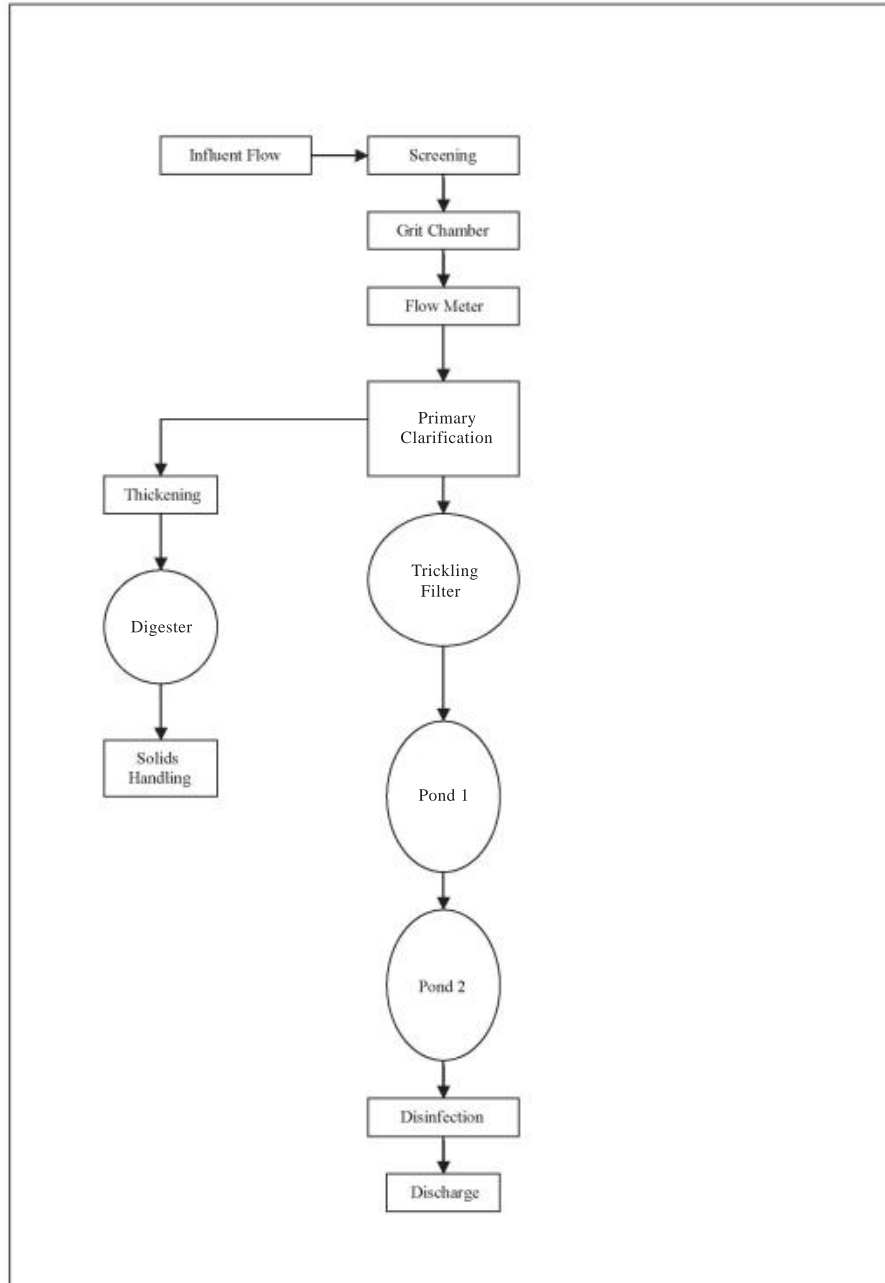 Influent Flow
Screening
Grit Chamber
Flow Meter
Primary
Clarification
Thickening
Trickling
Filter
Digester
Solids
Handling
Pond 1
Pond 2
Disinfection
Discharge